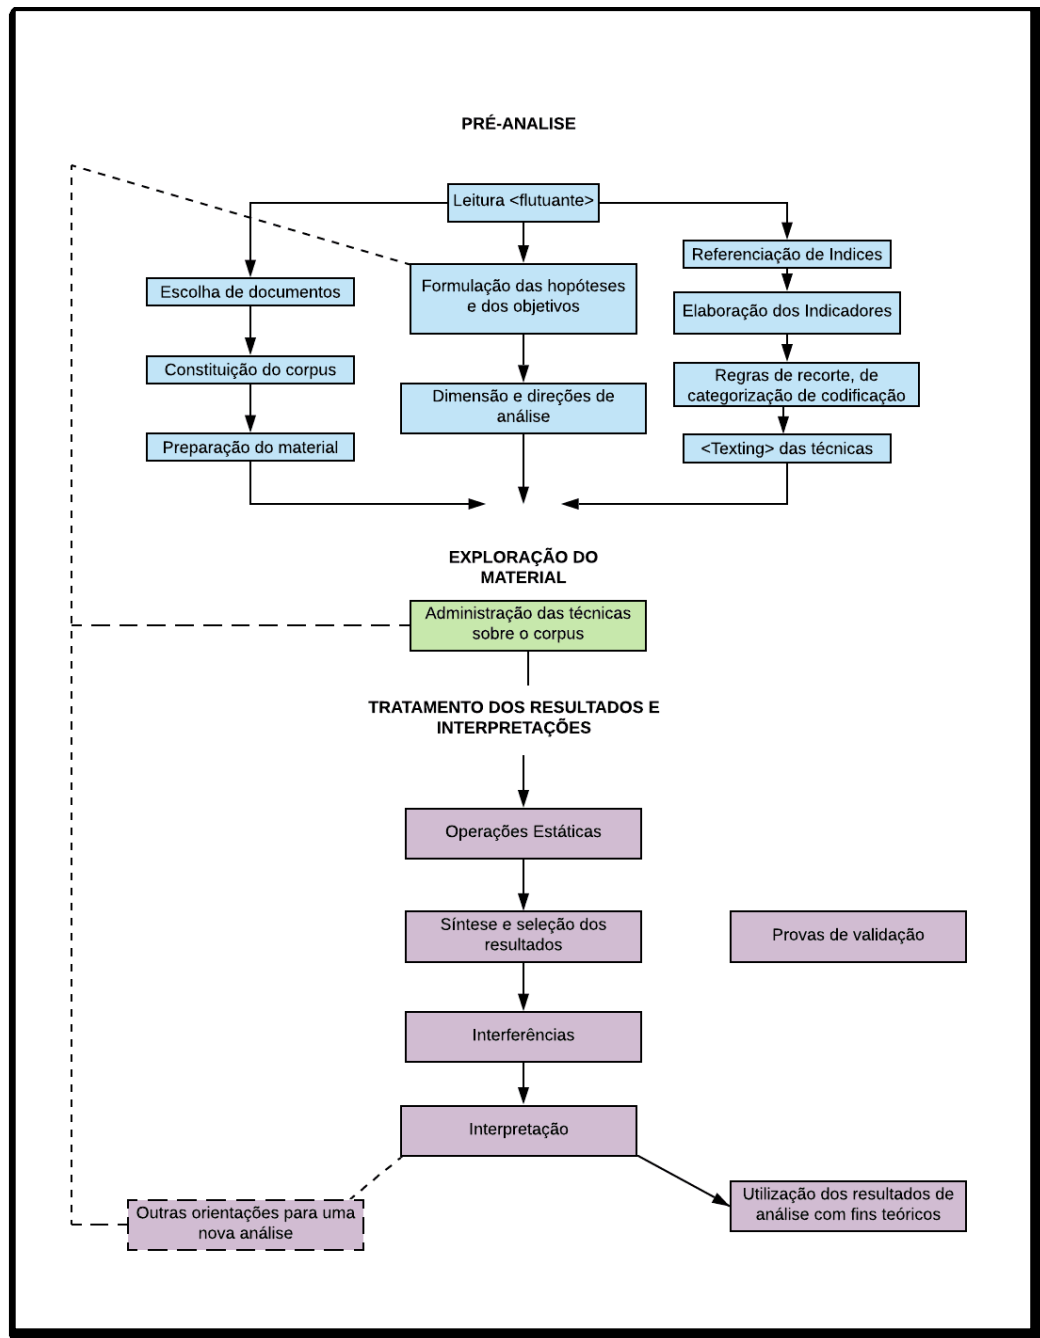 PRÉ-ANALISE
Leitura <flutuante>
Escolha de documentos
Constituição do corpus
Preparação do material
Formulação das hopóteses
e dos objetivos
Dimensão e direções de
análise
Referenciação de Indices
Elaboração dos Indicadores
Regras de recorte, de
categorização de codificação
<Texting> das técnicas
EXPLORAÇÃO DO
MATERIAL
Administração das técnicas
sobre o corpus
TRATAMENTO DOS RESULTADOS E
INTERPRETAÇÕES
Operações Estáticas
Síntese e seleção dos
resultados
Provas de validação
Interferências
Interpretação
Outras orientações para uma
nova análise
Utilização dos resultados de
análise com fins teóricos